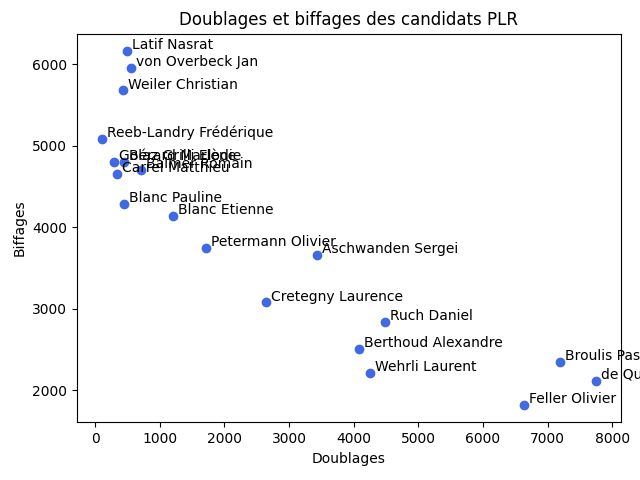 Doublages et biffages des candidats PLR
Biffages
6000
5000
4000
3000
2000
Latif Nasrat
von Overbeck Jan
Weiler Christian
Reeb-Landry Frédérique
Balmer Romain
Carrel Matthieu
Blanc Pauline
Blanc Etienne
Petermann Olivier
Aschwanden Sergei
Cretegny Laurence
Ruch Daniel
Berthoud Alexandre
Broulis Pas
Wehrli Laurent
de Qu
Feller Olivier
0 1000 2000 3000 4000 5000 6000 7000 8000
Doublages